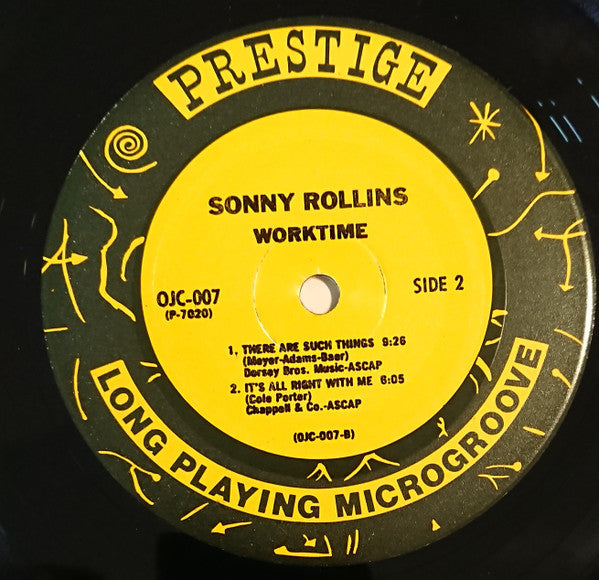 PRESTIGE
SONNY ROLLINS
WORKTIME
OJC-007
(P-7020)
SIDE 2
1. THERE ARE SUCH THINGS 9:26
(Meyer-Adams-Baer)
Dorsey Bros. Music-ASCAP
2. IT'S ALL RIGHT WITH ME 6:05
(Cole Porter)
Chappell & Co.-ASCAP
(OJC-007-B)
LONG PLAYING MICROGROOVE